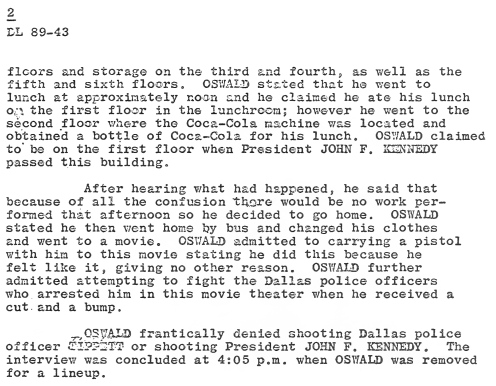 2
DL 89-43
floors and storage on the third and fourth, as well as the
fifth and sixth floors. OSWALD stated that he went to
lunch at approximately noon and he claimed he ate his lunch
on the first floor in the lunchroom; however he went to the
second floor where the Coca-Cola machine was located and
obtained a bottle of Coca-Cola for his lunch. OSWALD claimed
to be on the first floor when President JOHN F. KENNEDY
passed this building.
After hearing what had happened, he said that
because of all the confusion there would be no work per-
formed that afternoon so he decided to go home. OSWALD
stated he then went home by bus and changed his clothes
and went to a movie. OSWALD admitted to carrying a pistol
with him to this movie stating he did this because he
felt like it, giving no other reason. OSWALD further
admitted attempting to fight the Dallas police officers
who arrested him in this movie theater when he received a
cut and a bump.
OSWALD frantically denied shooting Dallas police
officer TIPPETT or shooting President JOHN F. KENNEDY. The
interview was concluded at 4:05 p.m. when OSWALD was removed
for a lineup.